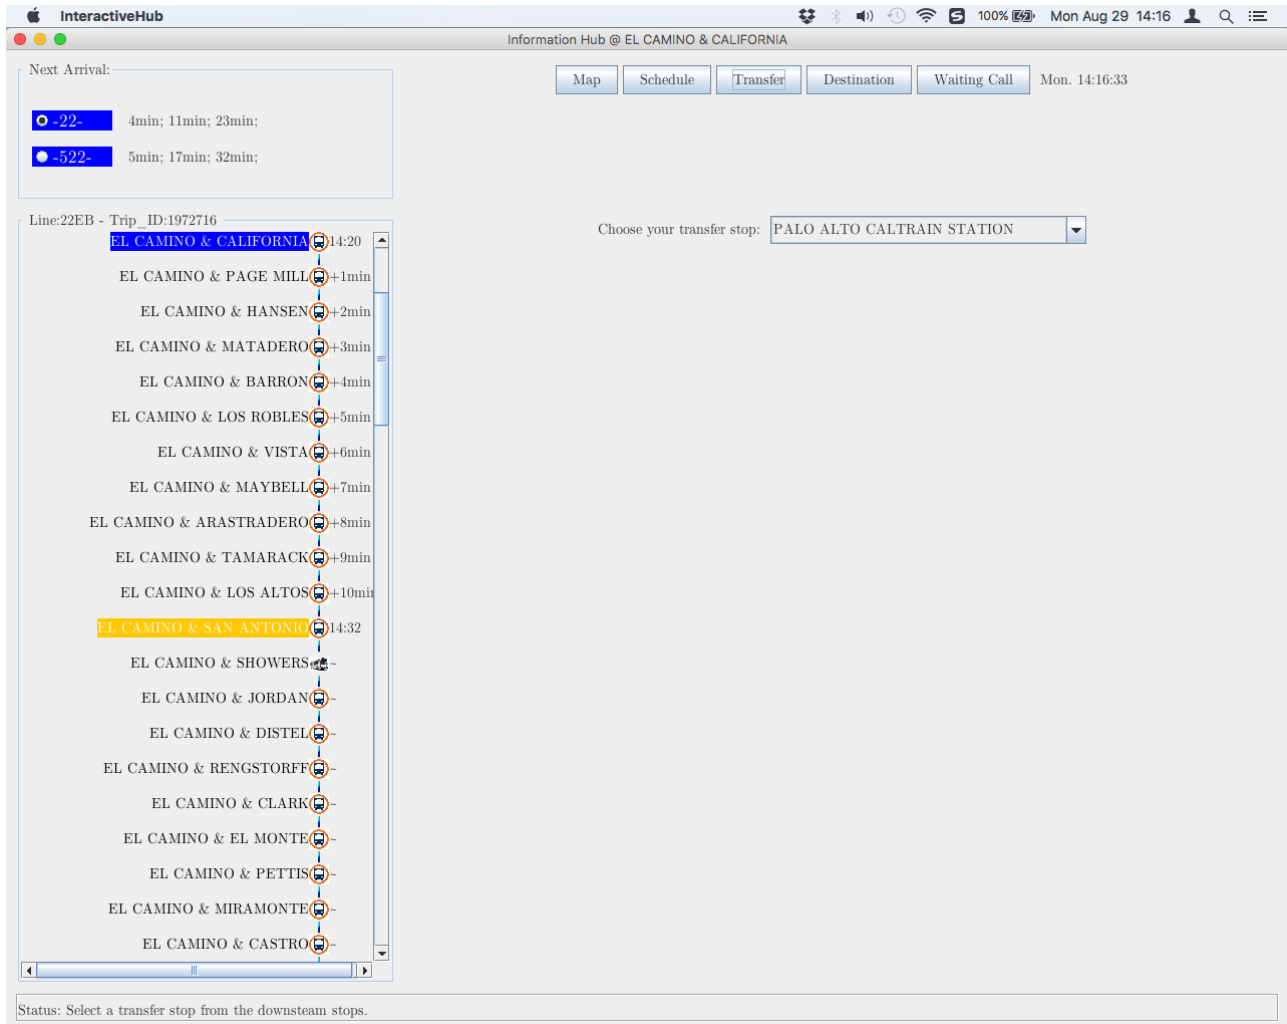 InteractiveHub
100%
Mon Aug 29 14:16
Information Hub @ EL CAMINO & CALIFORNIA
Next Arrival:
-22- 4min; 11min; 23min;
-522- 5min; 17min; 32min;
Map Schedule Transfer Destination Waiting Call Mon. 14:16:33
Line:22EB - Trip_ID:1972716
EL CAMINO & CALIFORNIA 14:20
EL CAMINO & PAGE MILL +1min
EL CAMINO & HANSEN +2min
EL CAMINO & MATADERO +3min
EL CAMINO & BARRON +4min
EL CAMINO & LOS ROBLES +5min
EL CAMINO & VISTA +6min
EL CAMINO & MAYBELL +7min
EL CAMINO & ARASTRADERO +8min
EL CAMINO & TAMARACK +9min
EL CAMINO & LOS ALTOS +10min
EL CAMINO & SAN ANTONIO 14:32
EL CAMINO & SHOWERS ~
EL CAMINO & JORDAN ~
EL CAMINO & DISTEL ~
EL CAMINO & RENGSTORFF ~
EL CAMINO & CLARK ~
EL CAMINO & EL MONTE ~
EL CAMINO & PETTIS ~
EL CAMINO & MIRAMONTE ~
EL CAMINO & CASTRO ~
Choose your transfer stop: PALO ALTO CALTRAIN STATION
Status: Select a transfer stop from the downsteam stops.